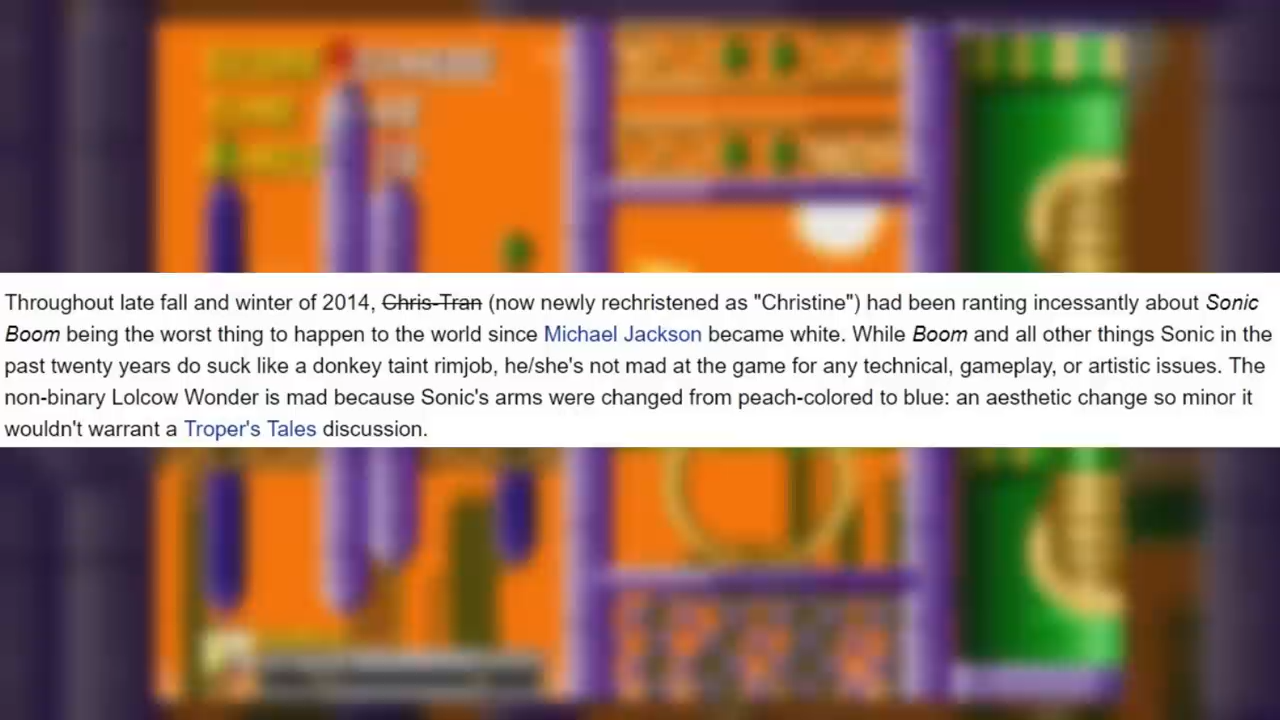 Throughout late fall and winter of 2014, Chris-Tran (now newly rechristened as "Christine") had been ranting incessantly about Sonic
Boom being the worst thing to happen to the world since Michael Jackson became white. While Boom and all other things Sonic in the
past twenty years do suck like a donkey taint rimjob, he/she's not mad at the game for any technical, gameplay, or artistic issues. The
non-binary Lolcow Wonder is mad because Sonic's arms were changed from peach-colored to blue: an aesthetic change so minor it
wouldn't warrant a Troper's Tales discussion.